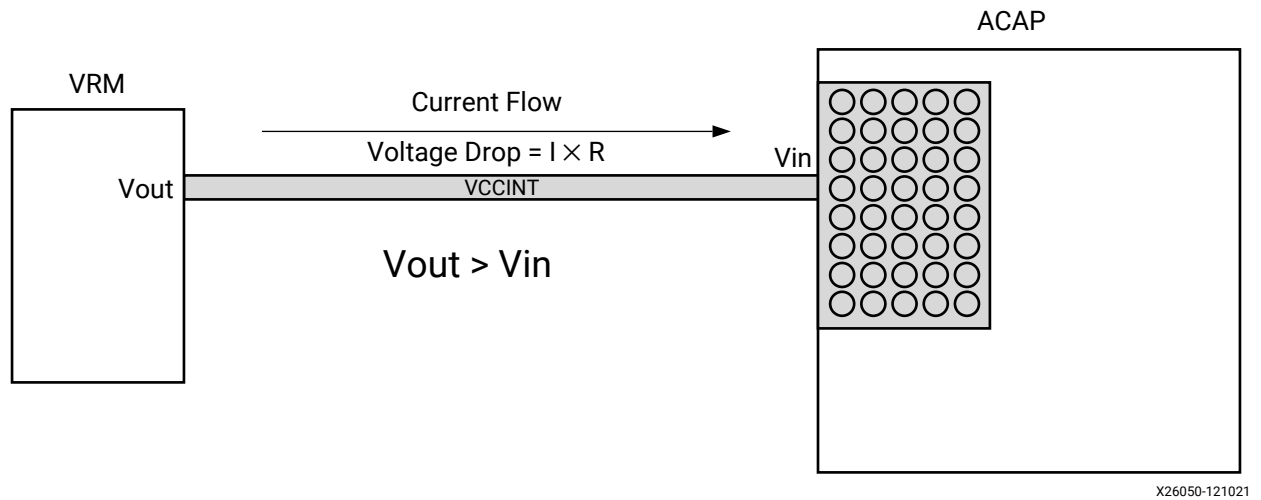 ACAP
VRM
Current Flow
Voltage Drop = I × R
Vin
Vout
VCCINT
Vout > Vin
X26050-121021